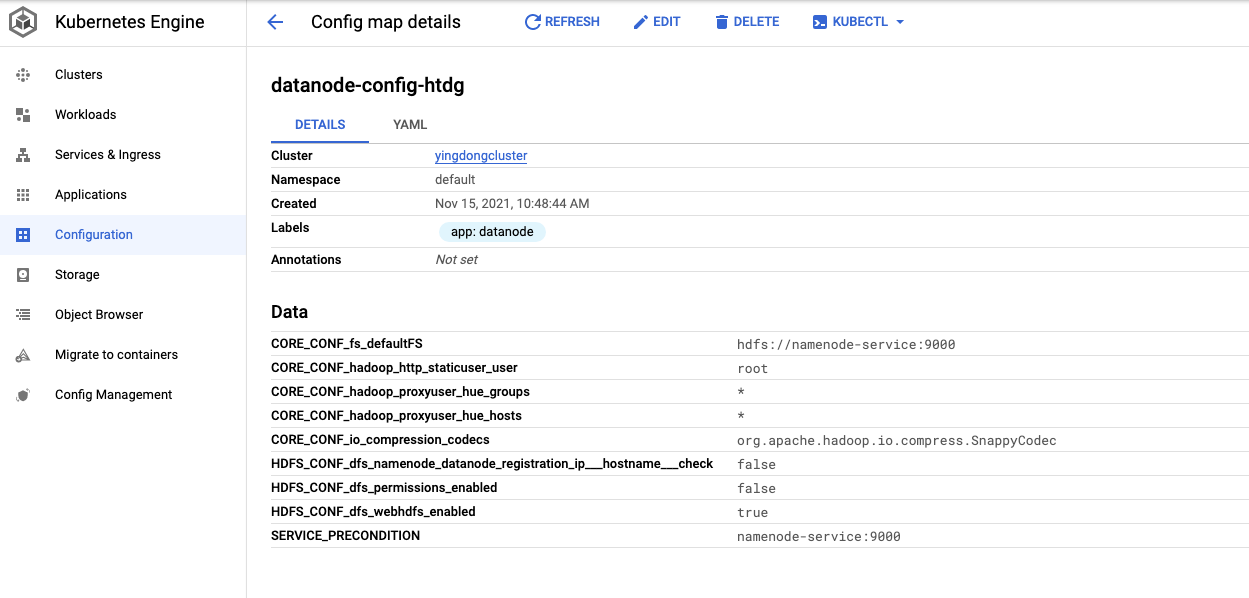 Kubernetes Engine
Config map details REFRESH EDIT DELETE KUBECTL
Clusters
Workloads
Services & Ingress
Applications
Configuration
Storage
Object Browser
Migrate to containers
Config Management
datanode-config-htdg
DETAILS YAML
Cluster yingdongcluster
Namespace default
Created Nov 15, 2021, 10:48:44 AM
Labels app: datanode
Annotations Not set
Data
CORE_CONF_fs_defaultFS hdfs://namenode-service:9000
CORE_CONF_hadoop_http_staticuser_user root
CORE_CONF_hadoop_proxyuser_hue_groups *
CORE_CONF_hadoop_proxyuser_hue_hosts *
CORE_CONF_io_compression_codecs org.apache.hadoop.io.compress.SnappyCodec
HDFS_CONF_dfs_namenode_datanode_registration_ip___hostname___check false
HDFS_CONF_dfs_permissions_enabled false
HDFS_CONF_dfs_webhdfs_enabled true
SERVICE_PRECONDITION namenode-service:9000